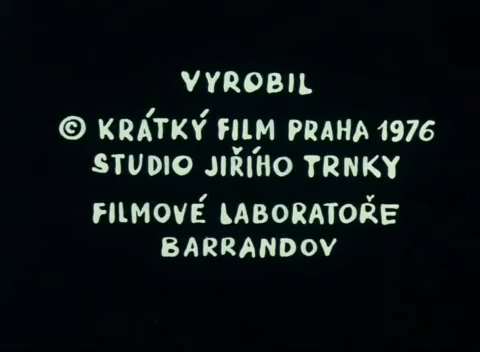 VYROBIL
© KRÁTKÝ FILM PRAHA 1976
STUDIO JIŘÍHO TRNKY
FILMOVÉ LABORATOŘE
BARRANDOV